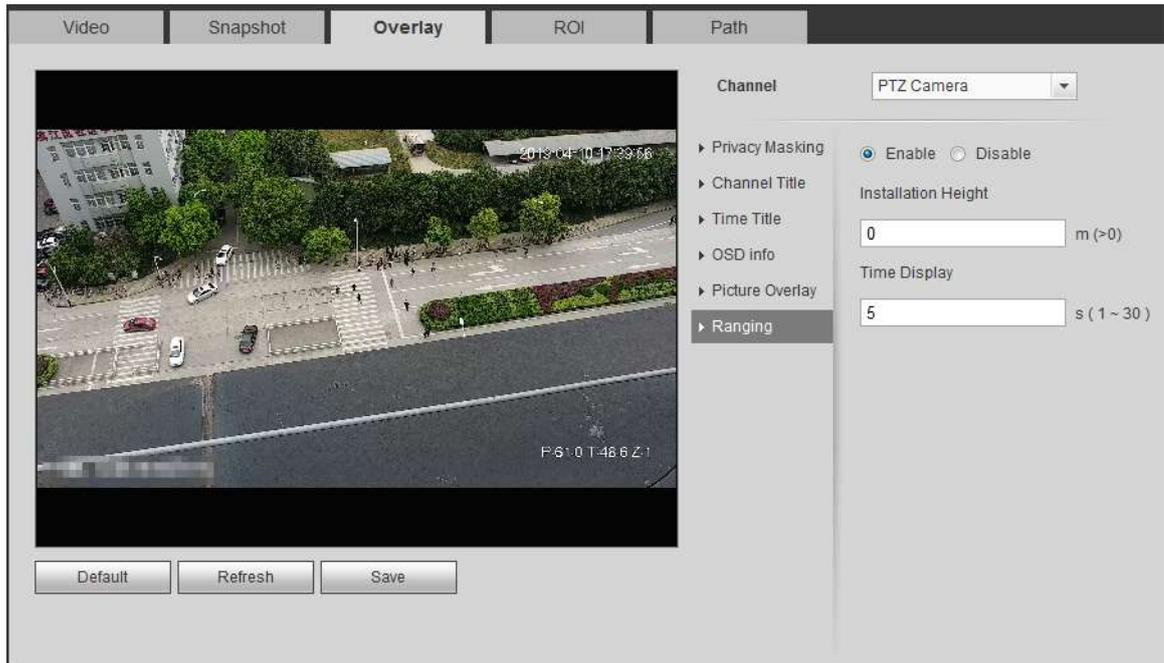 Video Snapshot Overlay ROI Path
Channel PTZ Camera
2019-04-10 17:39:56
P:61.0 T:48.6 Z:1
Privacy Masking
Channel Title
Time Title
OSD info
Picture Overlay
Ranging
Enable Disable
Installation Height
0 m (>0)
Time Display
5 s ( 1 ~ 30 )
Default Refresh Save